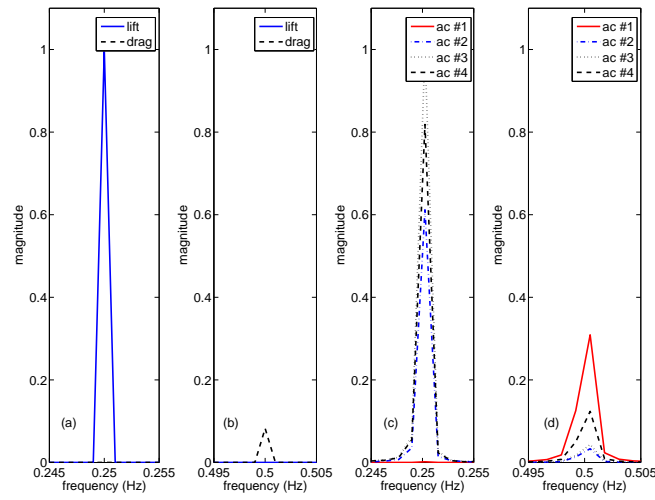 lift
drag
1
0.8
0.6
0.4
0.2
0
magnitude
(a)
0.245
0.25
0.255
frequency (Hz)
lift
drag
1
0.8
0.6
0.4
0.2
0
magnitude
(b)
0.495
0.5
0.505
frequency (Hz)
ac #1
ac #2
ac #3
ac #4
1
0.8
0.6
0.4
0.2
0
magnitude
(c)
0.245
0.25
0.255
frequency (Hz)
ac #1
ac #2
ac #3
ac #4
1
0.8
0.6
0.4
0.2
0
magnitude
(d)
0.495
0.5
0.505
frequency (Hz)